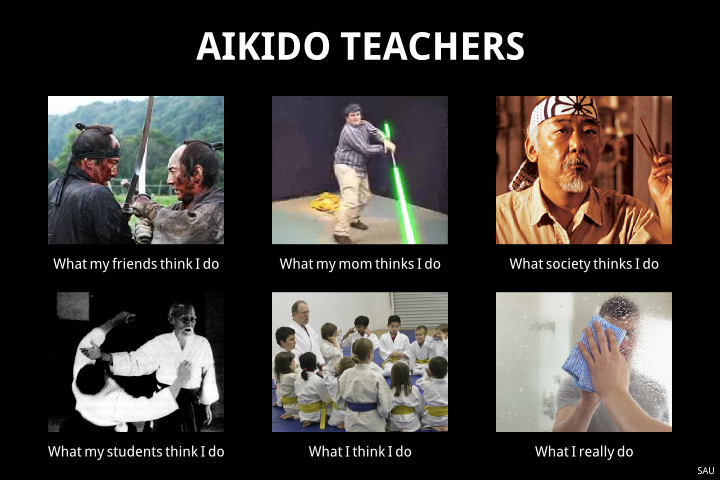 AIKIDO TEACHERS
What my friends think I do
What my mom thinks I do
What society thinks I do
What my students think I do
What I think I do
What I really do
SAU